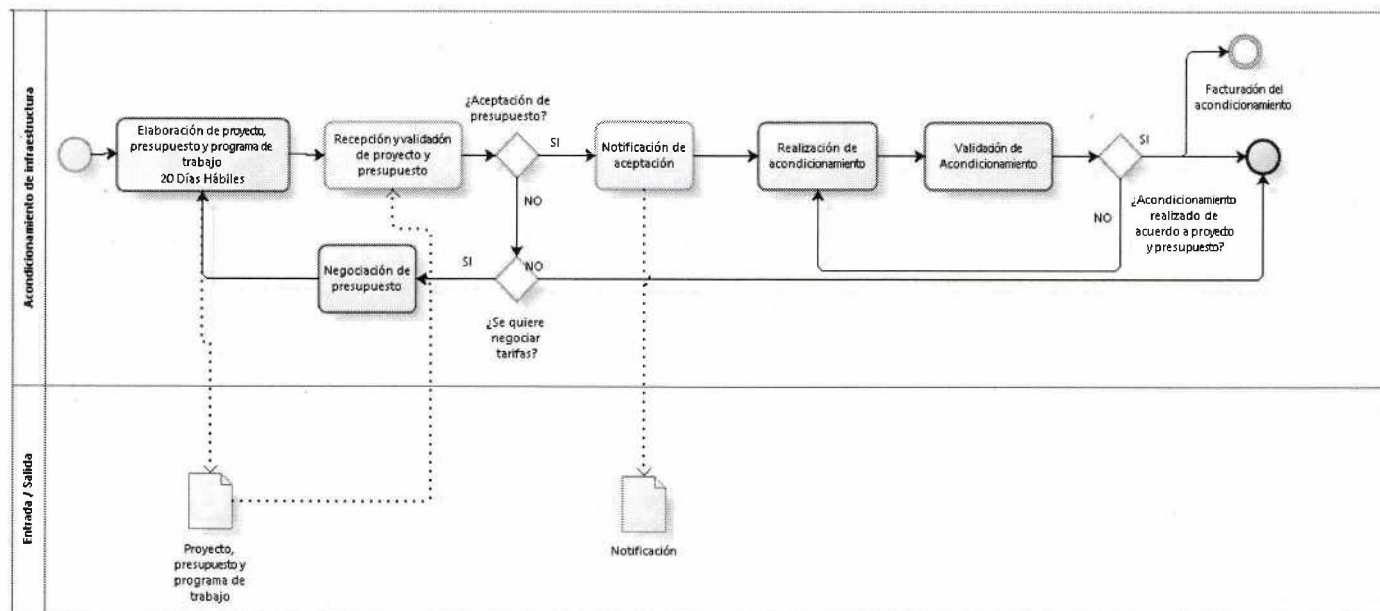 Acondicionamiento de infraestructura
Elaboración de proyecto,
presupuesto y programa de
trabajo
20 Días Hábiles
Recepción y validación
de proyecto y
presupuesto
¿Aceptación de
presupuesto?
SI
NO
Notificación de
aceptación
Realización de
acondicionamiento
Validación de
Acondicionamiento
SI
NO
¿Acondicionamiento
realizado de
acuerdo a proyecto
y presupuesto?
Facturación del
acondicionamiento
Negociación de
presupuesto
SI
NO
¿Se quiere
negociar
tarifas?
Entrada / Salida
Proyecto,
presupuesto y
programa de
trabajo
Notificación